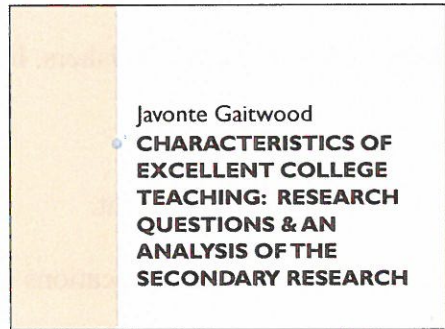 Javonte Gaitwood
CHARACTERISTICS OF
EXCELLENT COLLEGE
TEACHING: RESEARCH
QUESTIONS & AN
ANALYSIS OF THE
SECONDARY RESEARCH